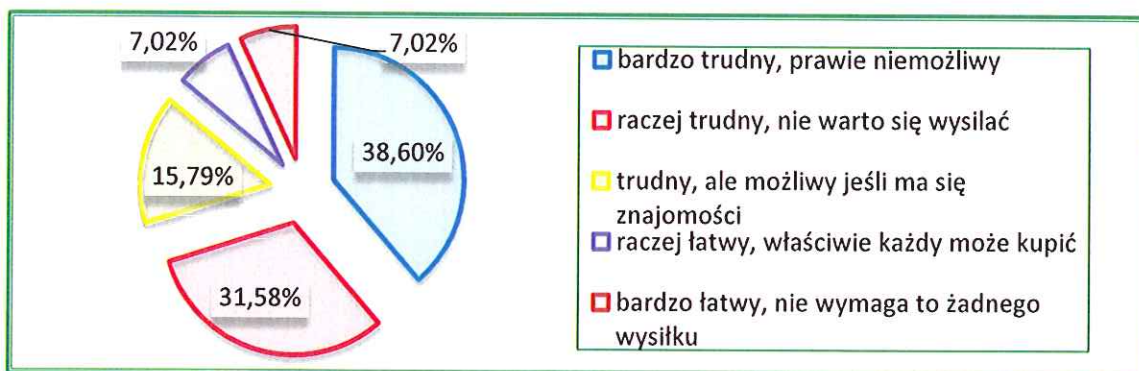 7,02%
7,02%
38,60%
15,79%
31,58%
bardzo trudny, prawie niemożliwy
raczej trudny, nie warto się wysilać
trudny, ale możliwy jeśli ma się
znajomości
raczej łatwy, właściwie każdy może kupić
bardzo łatwy, nie wymaga to żadnego
wysiłku